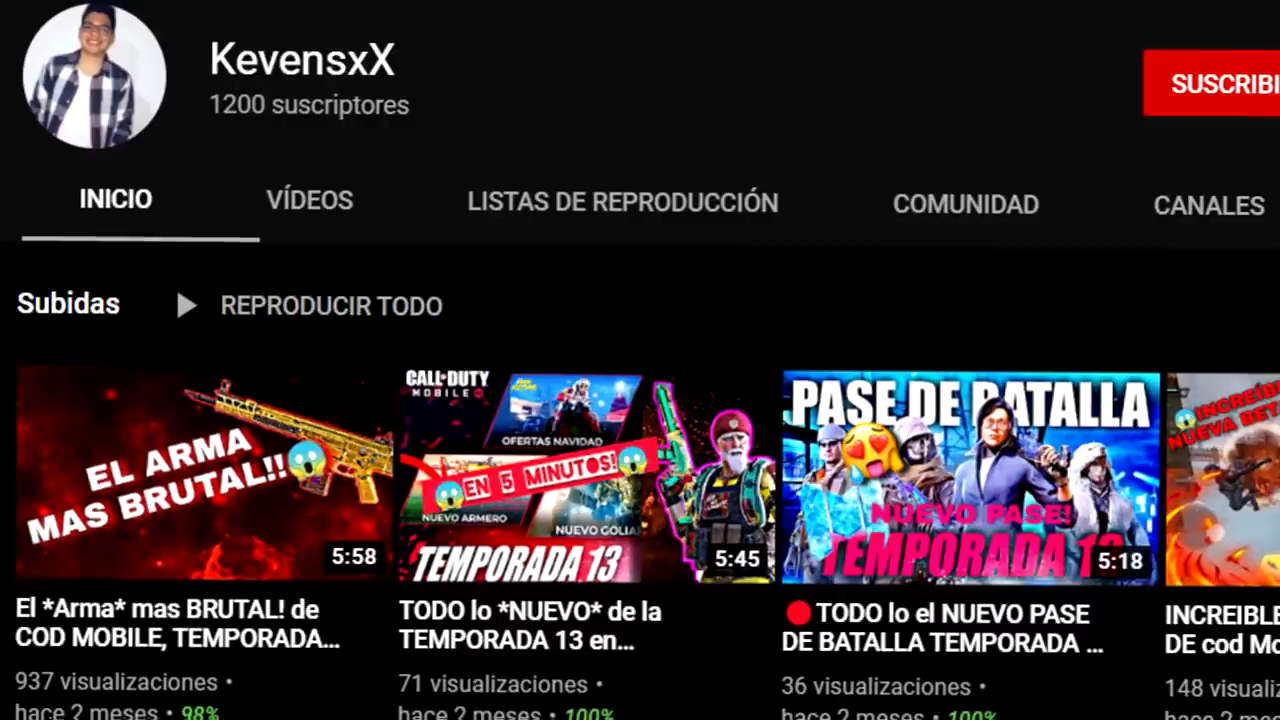 KevensxX
1200 suscriptores
SUSCRIBI
INICIO
VÍDEOS
LISTAS DE REPRODUCCIÓN
COMUNIDAD
CANALES
Subidas
REPRODUCIR TODO
EL ARMA
MAS BRUTAL!!
5:58
CALL OF DUTY
MOBILE
OFERTAS NAVIDAD
EN 5 MINUTOS!
NUEVO ARMERO
NUEVO GOLIA
TEMPORADA 13
5:45
PASE DE BATALLA
NUEVO PASE!
TEMPORADA 1
5:18
INCREIB
NUEVA BET
El *Arma* mas BRUTAL! de
COD MOBILE, TEMPORADA...
937 visualizaciones •
hace 2 meses • 98%
TODO lo *NUEVO* de la
TEMPORADA 13 en...
71 visualizaciones •
hace 2 meses • 100%
TODO lo el NUEVO PASE
DE BATALLA TEMPORADA ...
36 visualizaciones •
hace 2 meses • 100%
INCREIBLE
DE cod Mo
148 visualiz